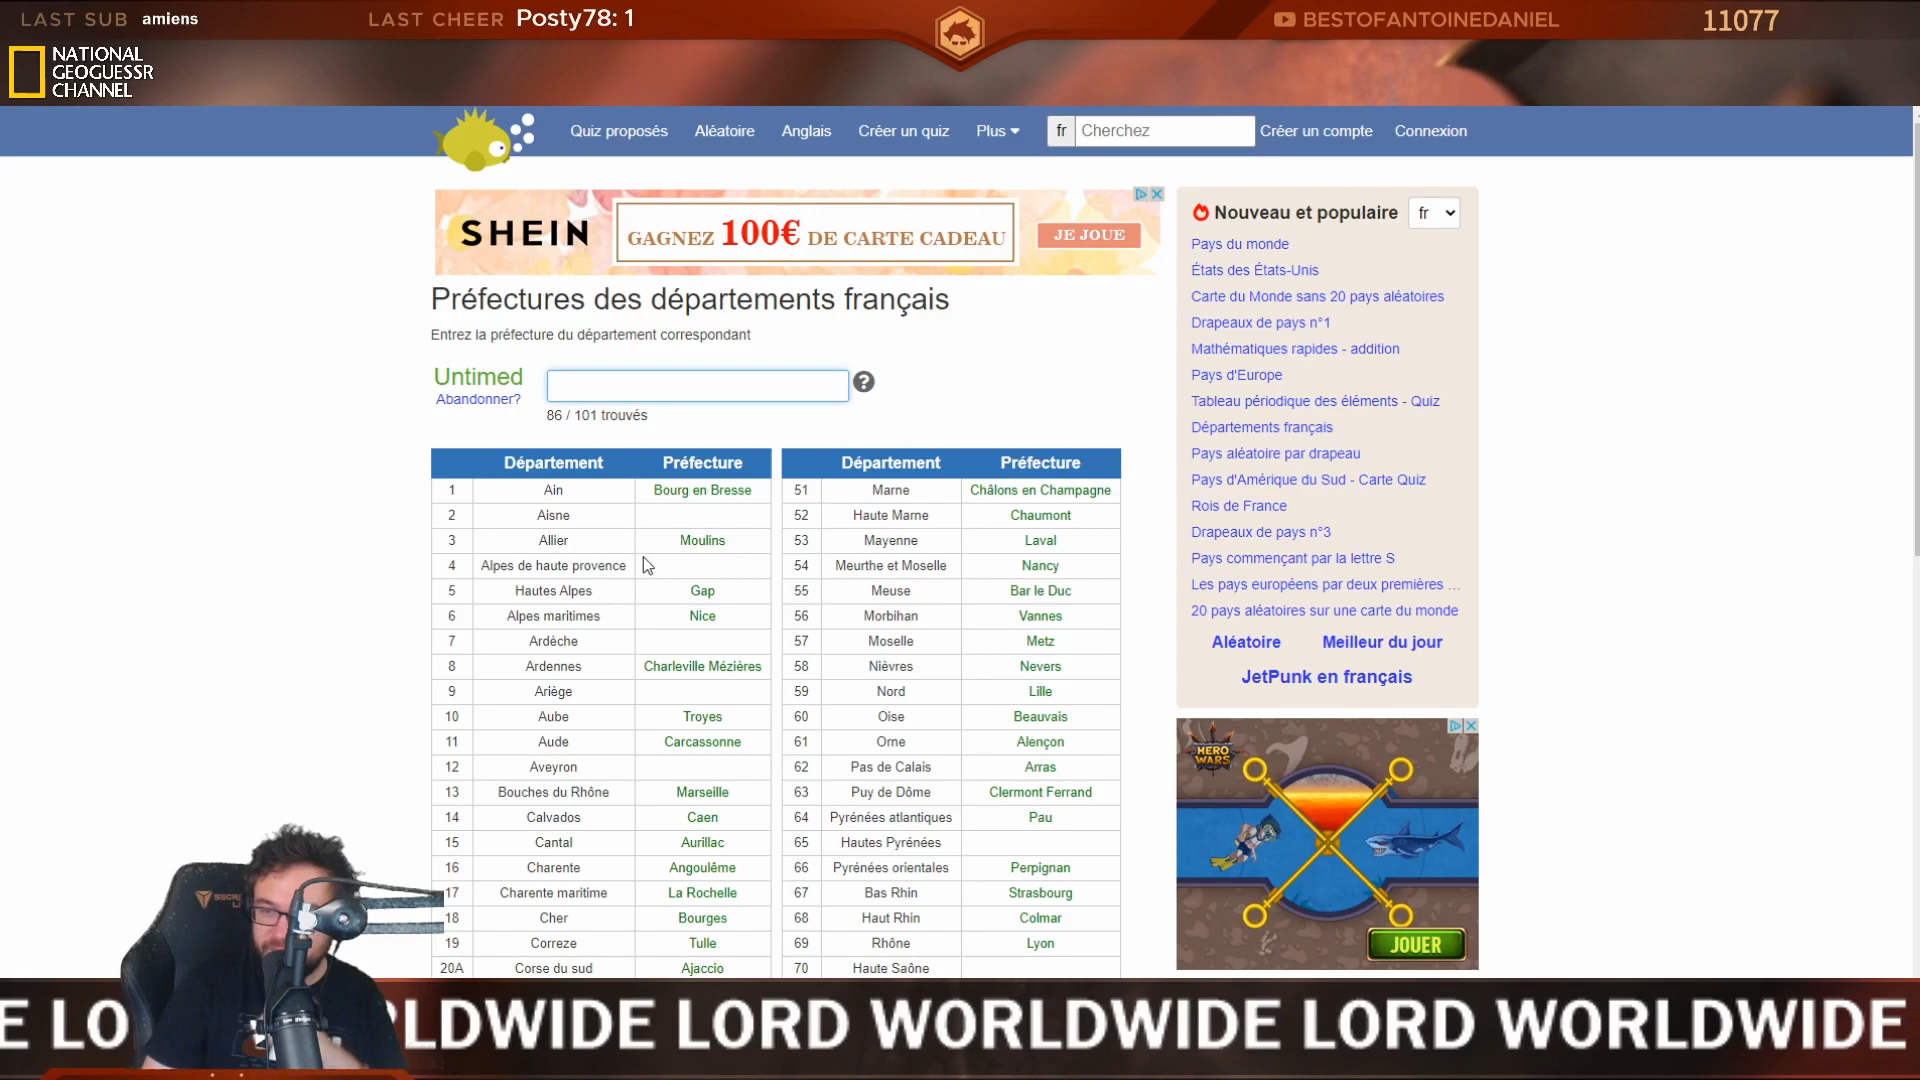 LAST SUB amiens
LAST CHEER Posty78: 1
BESTOFANTOINEDANIEL
11077
NATIONAL
GEOGUESSR
CHANNEL
Quiz proposés Aléatoire Anglais Créer un quiz Plus fr Cherchez Créer un compte Connexion
SHEIN GAGNEZ 100€ DE CARTE CADEAU JE JOUE
Préfectures des départements français
Entrez la préfecture du département correspondant
Untimed
Abandonner?
86 / 101 trouvés
Département Préfecture
1 Ain Bourg en Bresse
2 Aisne
3 Allier Moulins
4 Alpes de haute provence
5 Hautes Alpes Gap
6 Alpes maritimes Nice
7 Ardèche
8 Ardennes Charleville Mézières
9 Ariège
10 Aube Troyes
11 Aude Carcassonne
12 Aveyron
13 Bouches du Rhône Marseille
14 Calvados Caen
15 Cantal Aurillac
16 Charente Angoulême
17 Charente maritime La Rochelle
18 Cher Bourges
19 Correze Tulle
20A Corse du sud Ajaccio
Département Préfecture
51 Marne Châlons en Champagne
52 Haute Marne Chaumont
53 Mayenne Laval
54 Meurthe et Moselle Nancy
55 Meuse Bar le Duc
56 Morbihan Vannes
57 Moselle Metz
58 Nièvres Nevers
59 Nord Lille
60 Oise Beauvais
61 Orne Alençon
62 Pas de Calais Arras
63 Puy de Dôme Clermont Ferrand
64 Pyrénées atlantiques Pau
65 Hautes Pyrénées
66 Pyrénées orientales Perpignan
67 Bas Rhin Strasbourg
68 Haut Rhin Colmar
69 Rhône Lyon
70 Haute Saône
Nouveau et populaire fr
Pays du monde
États des États-Unis
Carte du Monde sans 20 pays aléatoires
Drapeaux de pays n°1
Mathématiques rapides - addition
Pays d'Europe
Tableau périodique des éléments - Quiz
Départements français
Pays aléatoire par drapeau
Pays d'Amérique du Sud - Carte Quiz
Rois de France
Drapeaux de pays n°3
Pays commençant par la lettre S
Les pays européens par deux premières ...
20 pays aléatoires sur une carte du monde
Aléatoire Meilleur du jour
JetPunk en français
HERO
WARS
JOUER
E LO RLDWIDE LORD WORLDWIDE LORD WORLDWIDE